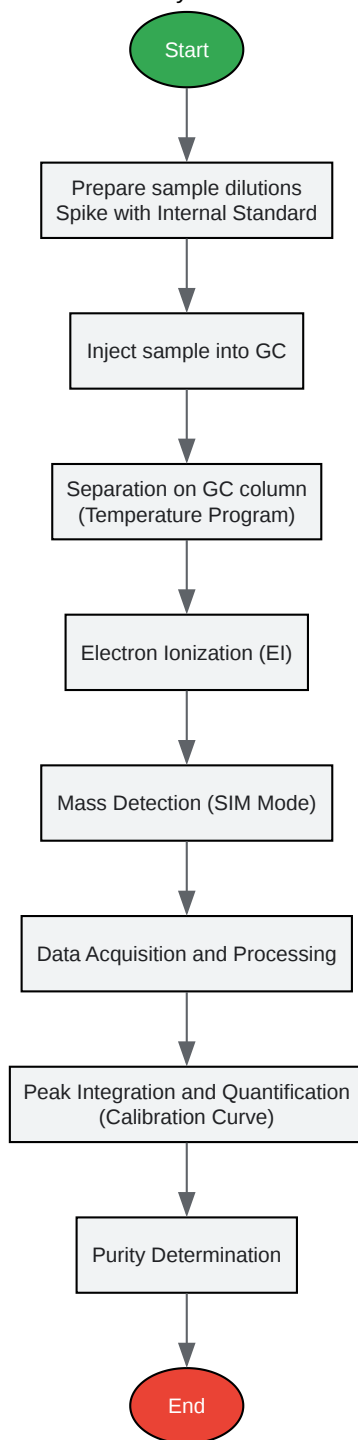 Start
Prepare sample dilutions
Spike with Internal Standard
Inject sample into GC
Separation on GC column
(Temperature Program)
Electron Ionization (EI)
Mass Detection (SIM Mode)
Data Acquisition and Processing
Peak Integration and Quantification
(Calibration Curve)
Purity Determination
End